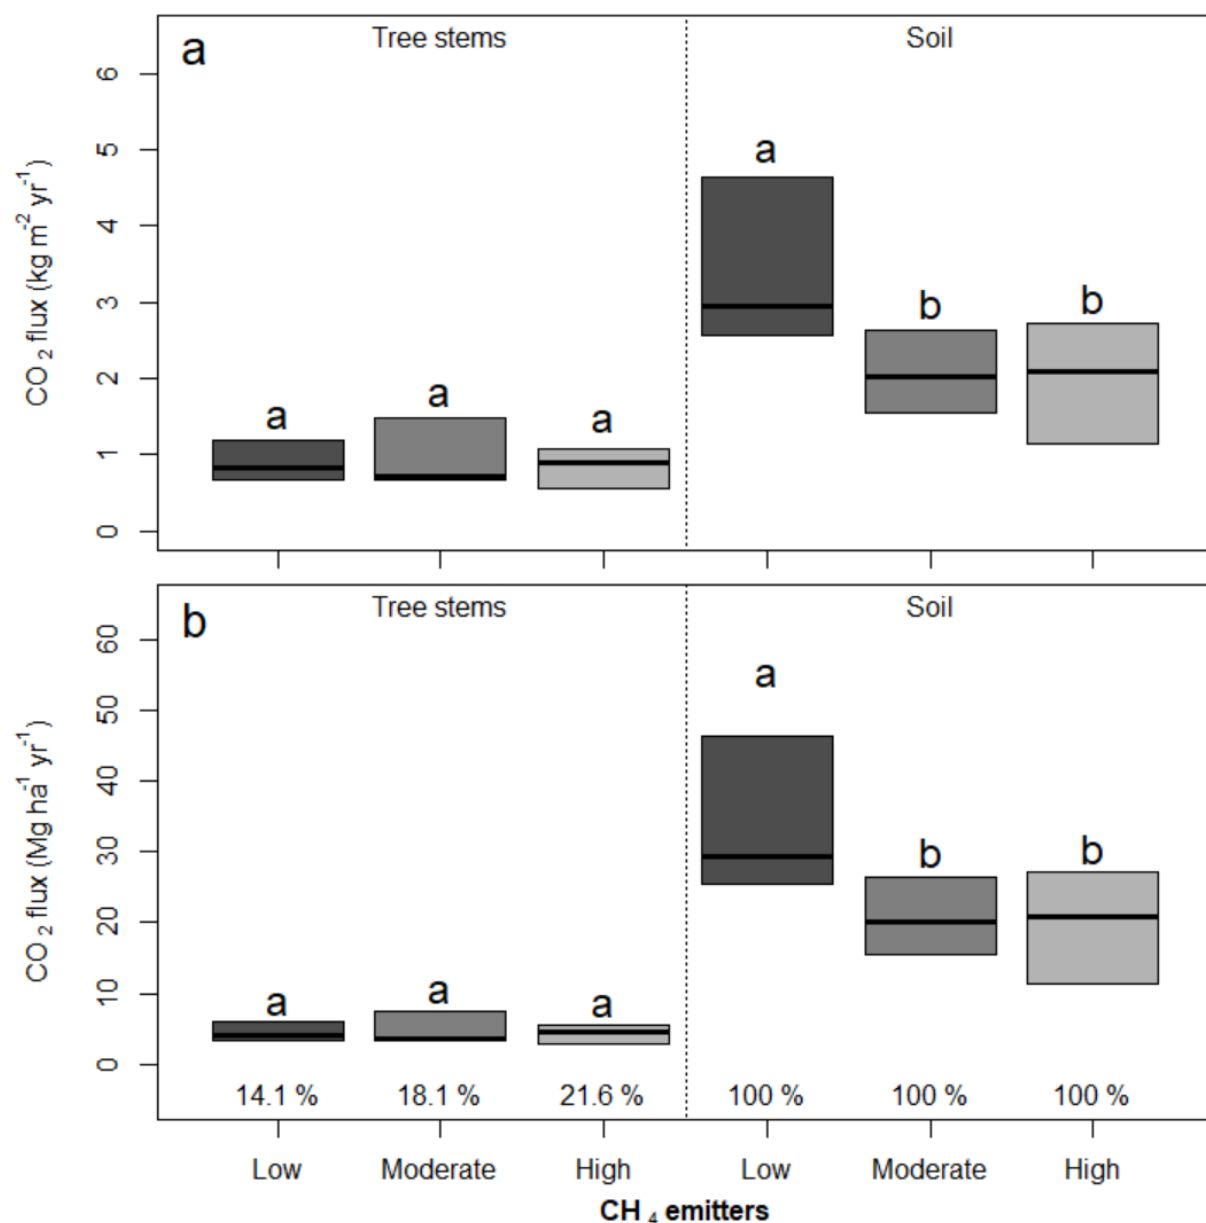 a
Tree stems
Soil
CO₂ flux (kg m⁻² yr⁻¹)
6
5
4
3
2
1
0
a
a
a
a
b
b
b
Tree stems
Soil
CO₂ flux (Mg ha⁻¹ yr⁻¹)
60
50
40
30
20
10
0
a
a
a
a
b
b
14.1 %
18.1 %
21.6 %
100 %
100 %
100 %
Low
Moderate
High
Low
Moderate
High
CH₄ emitters